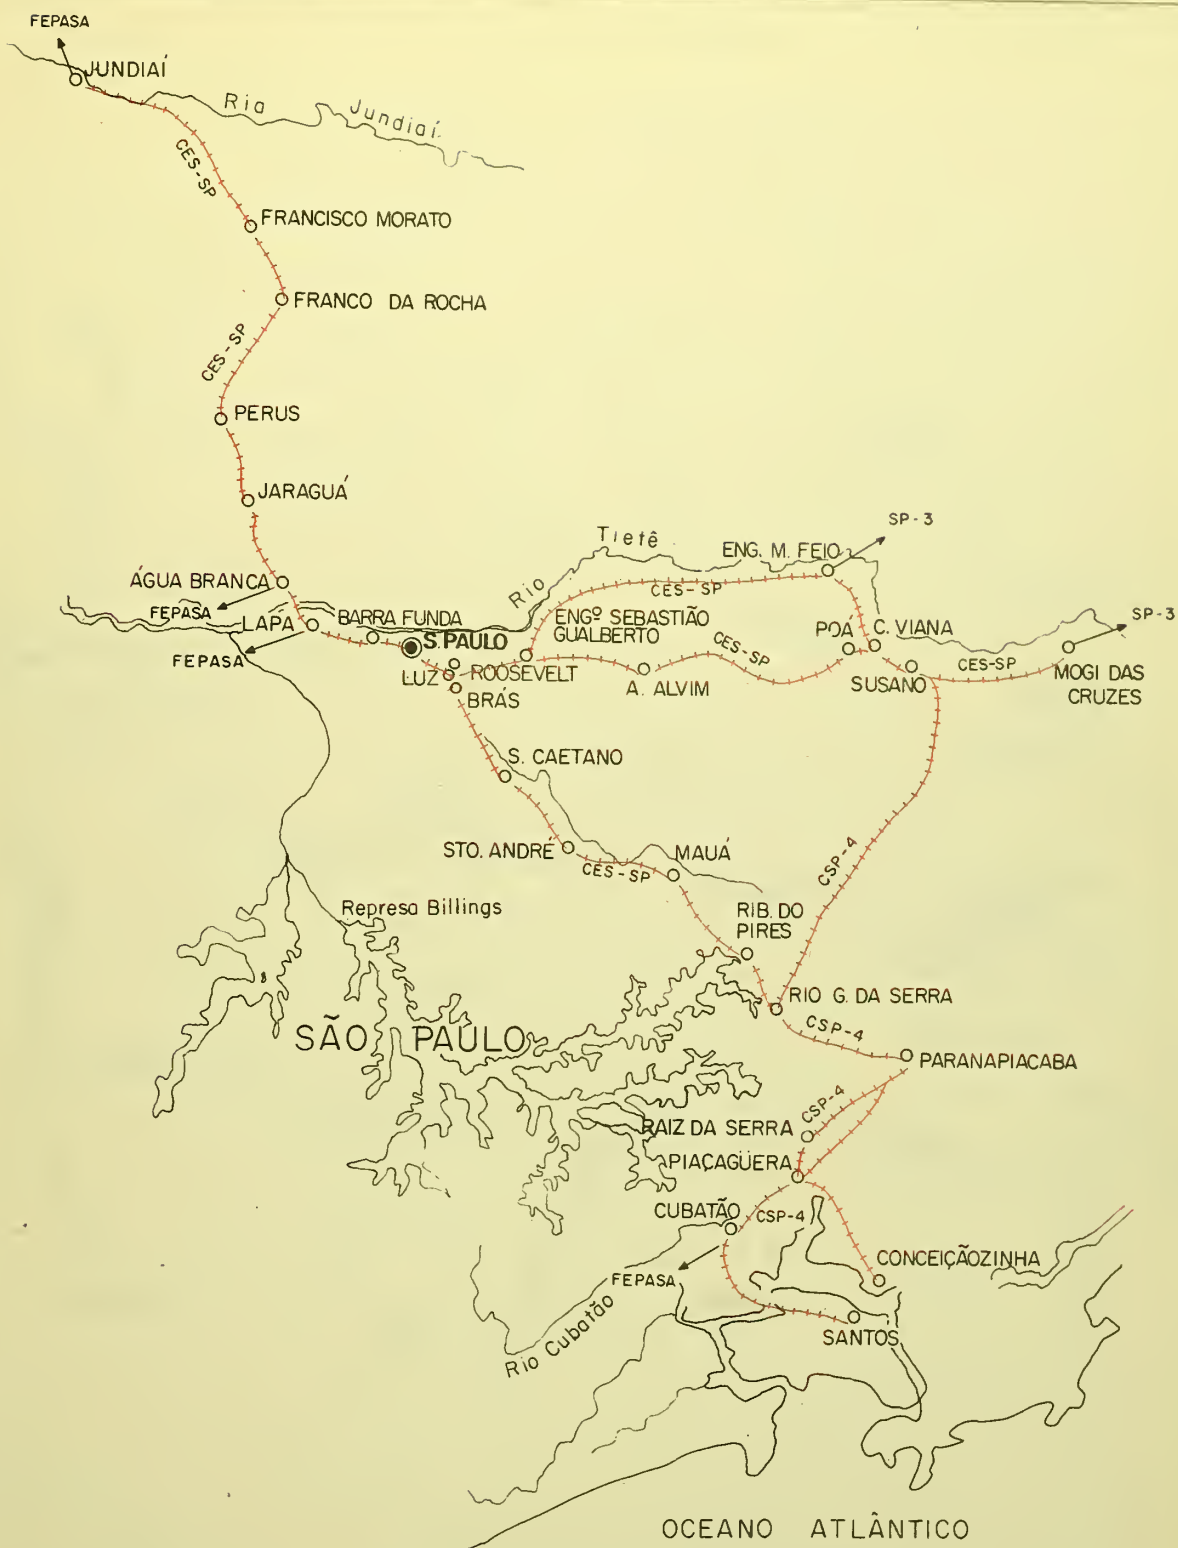 FEPASA
JUNDIAÍ
Rio Jundiaí
CES-SP
FRANCISCO MORATO
FRANCO DA ROCHA
CES-SP
PERUS
JARAGUÁ
SP-3
Tietê
ENG. M. FEIO
ÁGUA BRANCA
CES-SP
Rio
FEPASA
BARRA FUNDA
ENGº SEBASTIÃO
GUALBERTO
SP-3
LAPA
S. PAULO
POÁ
C. VIANA
FEPASA
CES-SP
CES-SP
LUZ
ROOSEVELT
A. ALVIM
SUSANO
MOGI DAS
CRUZES
BRÁS
S. CAETANO
STO. ANDRÉ
MAUÁ
CES-SP
CSP-4
Represa Billings
RIB. DO
PIRES
RIO G. DA SERRA
SÃO PAULO
CSP-4
PARANAPIACABA
CSP-4
RAIZ DA SERRA
PIAÇAGÜERA
CUBATÃO
CSP-4
CONCEIÇÃOZINHA
FEPASA
Rio Cubatão
SANTOS
OCEANO ATLÂNTICO